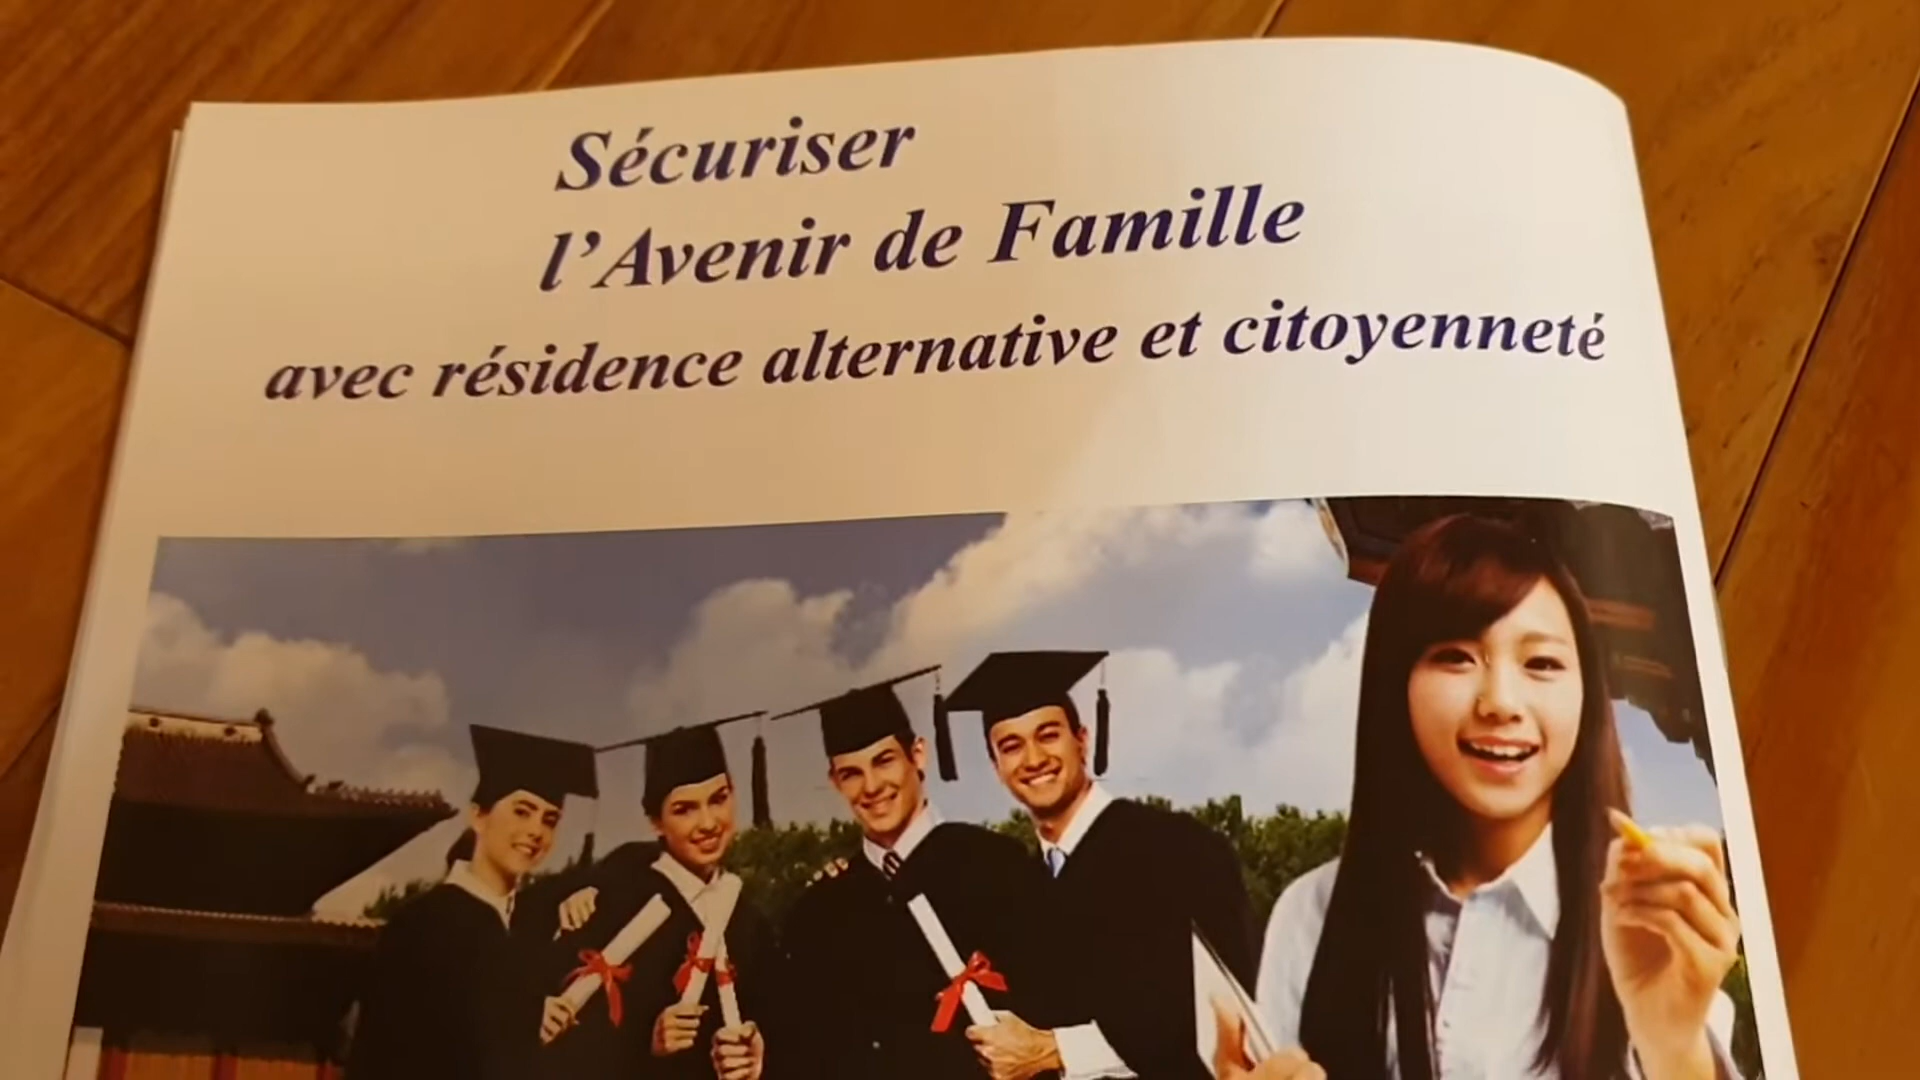 Sécuriser
l’Avenir de Famille
avec résidence alternative et citoyenneté